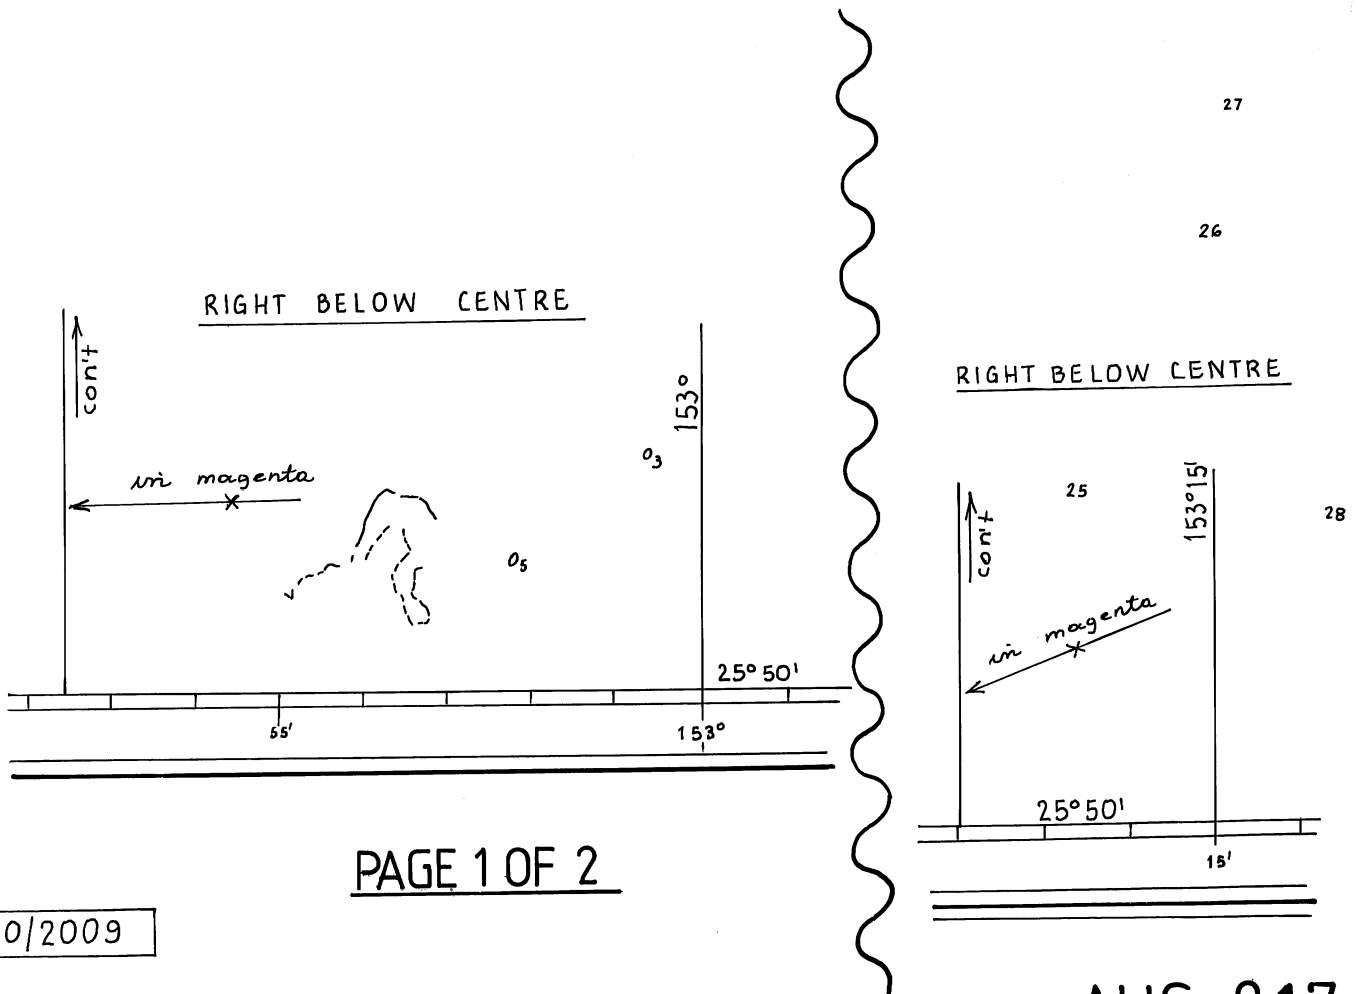 RIGHT BELOW CENTRE
con't
153°
in magenta
0₃
0₅
25°50'
55'
153°
PAGE 1 OF 2
0/2009
27
26
RIGHT BELOW CENTRE
25
153°15'
28
con't
in magenta
25°50'
15'